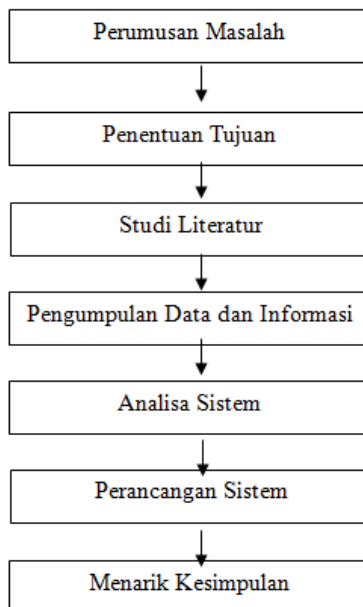 Perumusan Masalah
Penentuan Tujuan
Studi Literatur
Pengumpulan Data dan Informasi
Analisa Sistem
Perancangan Sistem
Menarik Kesimpulan